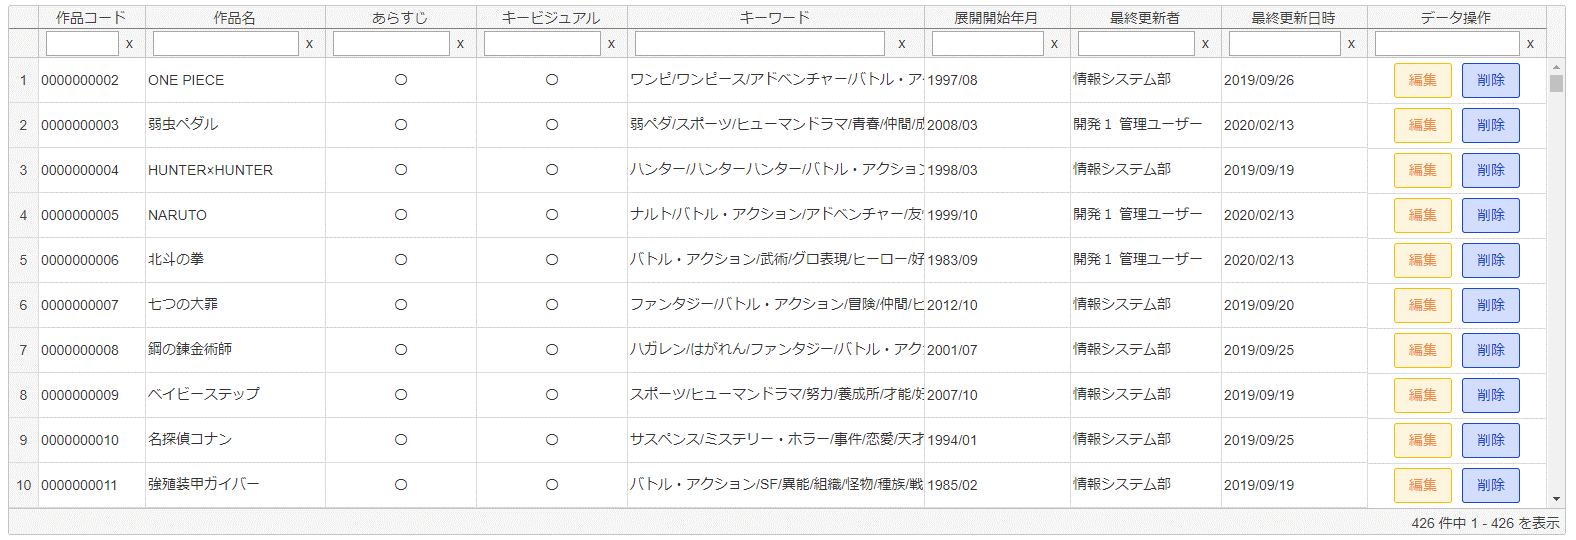 作品コード 作品名 あらすじ キービジュアル キーワード 展開開始年月 最終更新者 最終更新日時 データ操作
x x x x x x x x x
1 0000000002 ONE PIECE 〇 〇 ワンピ/ワンピース/アドベンチャー/バトル・ア 1997/08 情報システム部 2019/09/26 編集 削除
2 0000000003 弱虫ペダル 〇 〇 弱ペダ/スポーツ/ヒューマンドラマ/青春/仲間/成 2008/03 開発１ 管理ユーザー 2020/02/13 編集 削除
3 0000000004 HUNTER×HUNTER 〇 〇 ハンター/ハンターハンター/バトル・アクション 1998/03 情報システム部 2019/09/19 編集 削除
4 0000000005 NARUTO 〇 〇 ナルト/バトル・アクション/アドベンチャー/友 1999/10 開発１ 管理ユーザー 2020/02/13 編集 削除
5 0000000006 北斗の拳 〇 〇 バトル・アクション/武術/グロ表現/ヒーロー/好 1983/09 開発１ 管理ユーザー 2020/02/13 編集 削除
6 0000000007 七つの大罪 〇 〇 ファンタジー/バトル・アクション/冒険/仲間/ヒ 2012/10 情報システム部 2019/09/20 編集 削除
7 0000000008 鋼の錬金術師 〇 〇 ハガレン/はがれん/ファンタジー/バトル・アク 2001/07 情報システム部 2019/09/25 編集 削除
8 0000000009 ベイビーステップ 〇 〇 スポーツ/ヒューマンドラマ/努力/養成所/才能/好 2007/10 情報システム部 2019/09/19 編集 削除
9 0000000010 名探偵コナン 〇 〇 サスペンス/ミステリー・ホラー/事件/恋愛/天才 1994/01 情報システム部 2019/09/25 編集 削除
10 0000000011 強殖装甲ガイバー 〇 〇 バトル・アクション/SF/異能/組織/怪物/種族/戦 1985/02 情報システム部 2019/09/19 編集 削除
426 件中 1 - 426 を表示